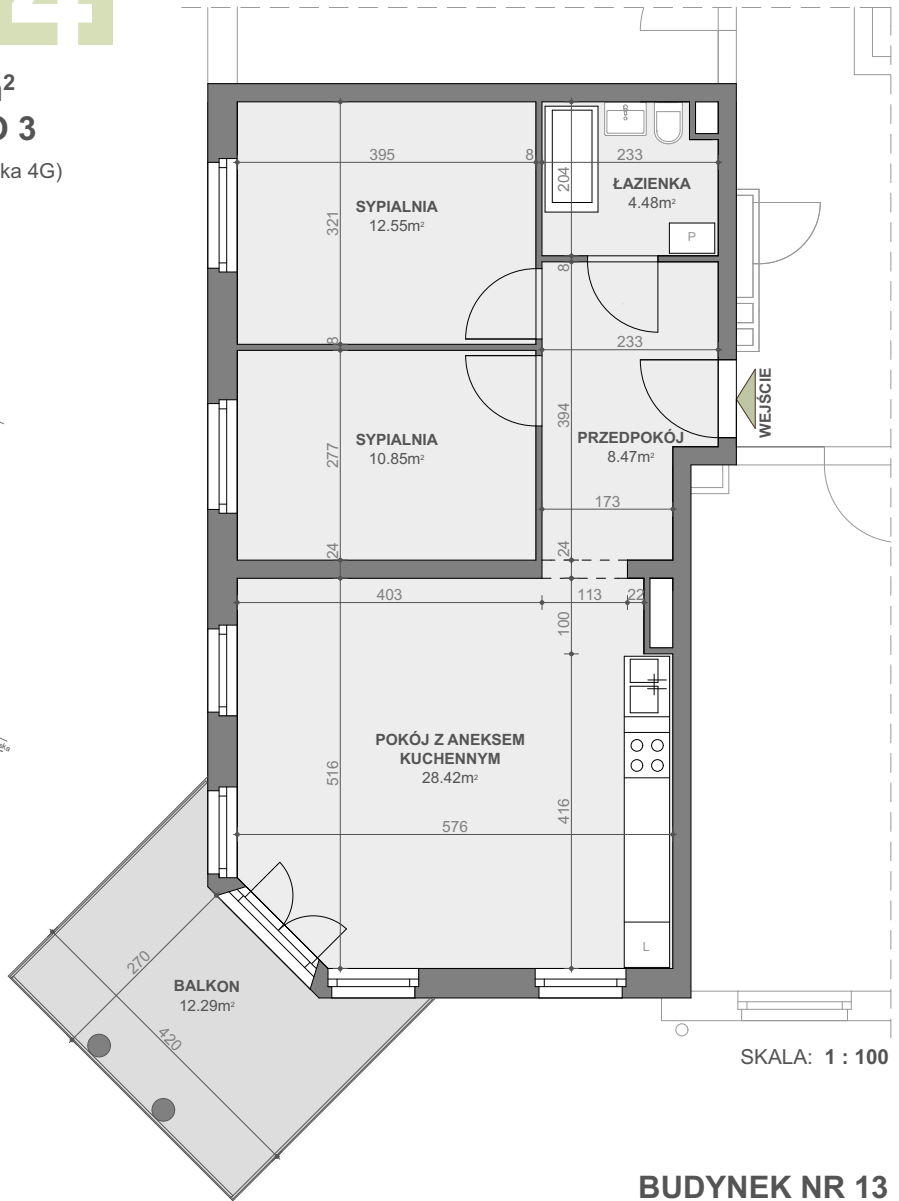 ²
O 3
ka 4G)
395
8
233
204
ŁAZIENKA
4.48m²
SYPIALNIA
12.55m²
321
P
8
8
233
WEJŚCIE
394
SYPIALNIA
10.85m²
PRZEDPOKÓJ
8.47m²
277
173
24
24
403
113
22
100
POKÓJ Z ANEKSEM
KUCHENNYM
28.42m²
516
416
576
L
270
BALKON
12.29m²
420
SKALA: 1 : 100
BUDYNEK NR 13